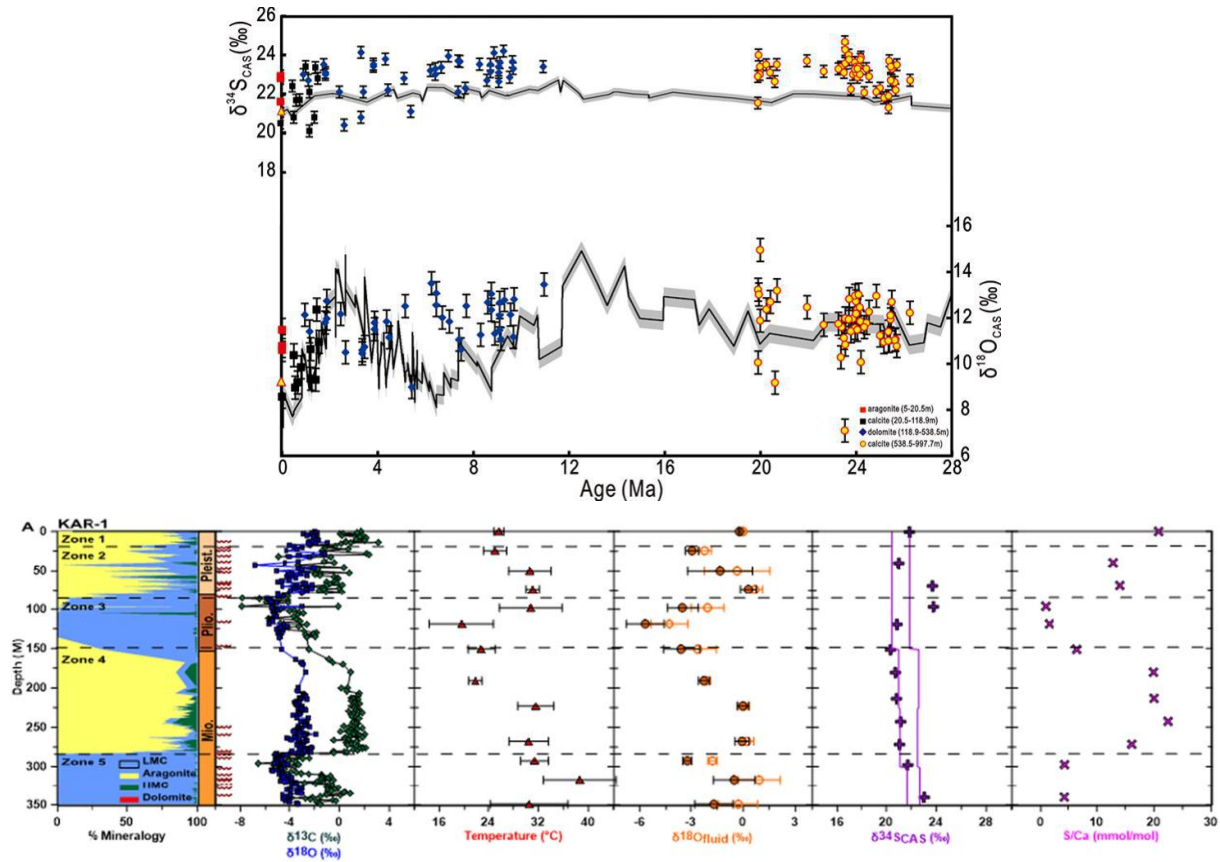 26
24
22
20
18
δ³⁴S_CAS (‰)
16
14
12
10
8
6
δ¹⁸O_CAS (‰)
aragonite (5-20.5m)
calcite (20.5-118.9m)
dolomite (118.9-538.5m)
calcite (538.5-997.7m)
0 4 8 12 16 20 24 28
Age (Ma)
A KAR-1
0
50
100
150
200
250
300
350
Depth (M)
Zone 1
Zone 2
Zone 3
Zone 4
Zone 5
LMC
Aragonite
HMC
Dolomite
Pleist.
Plio.
Mio.
0 50 100
% Mineralogy
-8 -4 0 4
δ13C (‰)
δ18O (‰)
16 20 24 28 32 36 40
Temperature (°C)
-6 -3 0 3
δ18Ofluid (‰)
16 20 24 28
δ34SCAS (‰)
0 10 20 30
S/Ca (mmol/mol)